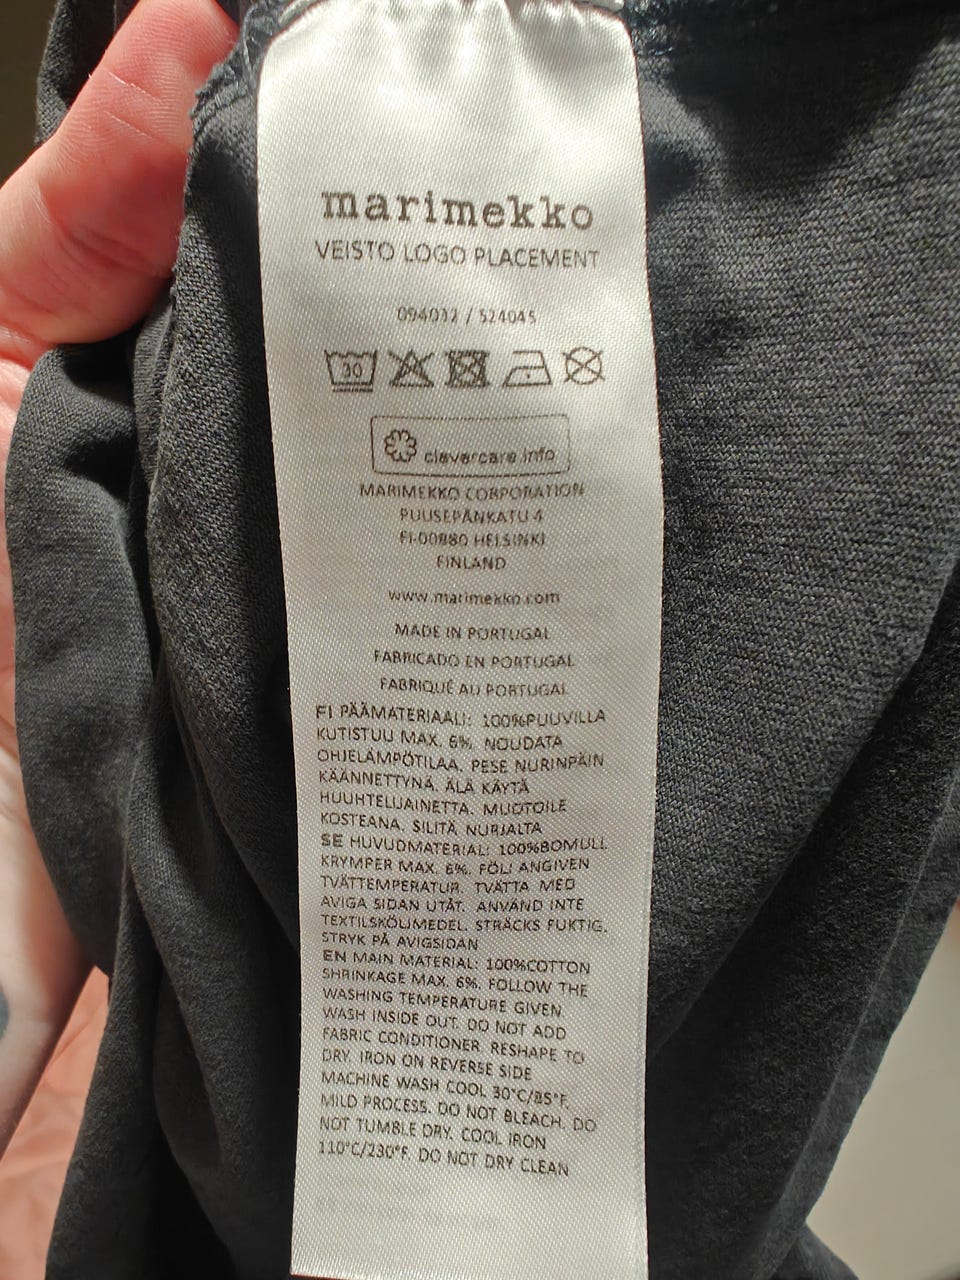 marimekko
VEISTO LOGO PLACEMENT
094032 / 524045
30
clevercare.info
MARIMEKKO CORPORATION
PUUSEPÄNKATU 4
FI-00880 HELSINKI
FINLAND
www.marimekko.com
MADE IN PORTUGAL
FABRICADO EN PORTUGAL
FABRIQUÉ AU PORTUGAL
FI PÄÄMATERIAALI: 100%PUUVILLA
KUTISTUU MAX. 6%. NOUDATA
OHJELÄMPÖTILAA. PESE NURINPÄIN
KÄÄNNETTYNÄ. ÄLÄ KÄYTÄ
HUUHTELUAINETTA. MUOTOILE
KOSTEANA. SILITÄ NURJALTA
SE HUVUDMATERIAL: 100%BOMULL
KRYMPER MAX. 6%. FÖLJ ANGIVEN
TVÄTTEMPERATUR. TVÄTTA MED
AVIGA SIDAN UTÅT. ANVÄND INTE
TEXTILSKÖLJMEDEL. STRÄCKS FUKTIG.
STRYK PÅ AVIGSIDAN
EN MAIN MATERIAL: 100%COTTON
SHRINKAGE MAX. 6%. FOLLOW THE
WASHING TEMPERATURE GIVEN
WASH INSIDE OUT. DO NOT ADD
FABRIC CONDITIONER. RESHAPE TO
DRY. IRON ON REVERSE SIDE
MACHINE WASH COOL 30°C/85°F.
MILD PROCESS. DO NOT BLEACH. DO
NOT TUMBLE DRY. COOL IRON
110°C/230°F. DO NOT DRY CLEAN